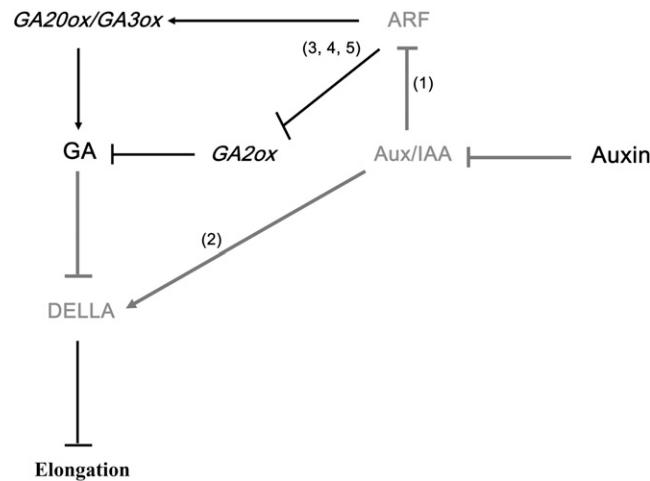 GA20ox/GA3ox
ARF
(3, 4, 5)
(1)
GA
GA2ox
Aux/IAA
Auxin
(2)
DELLA
Elongation